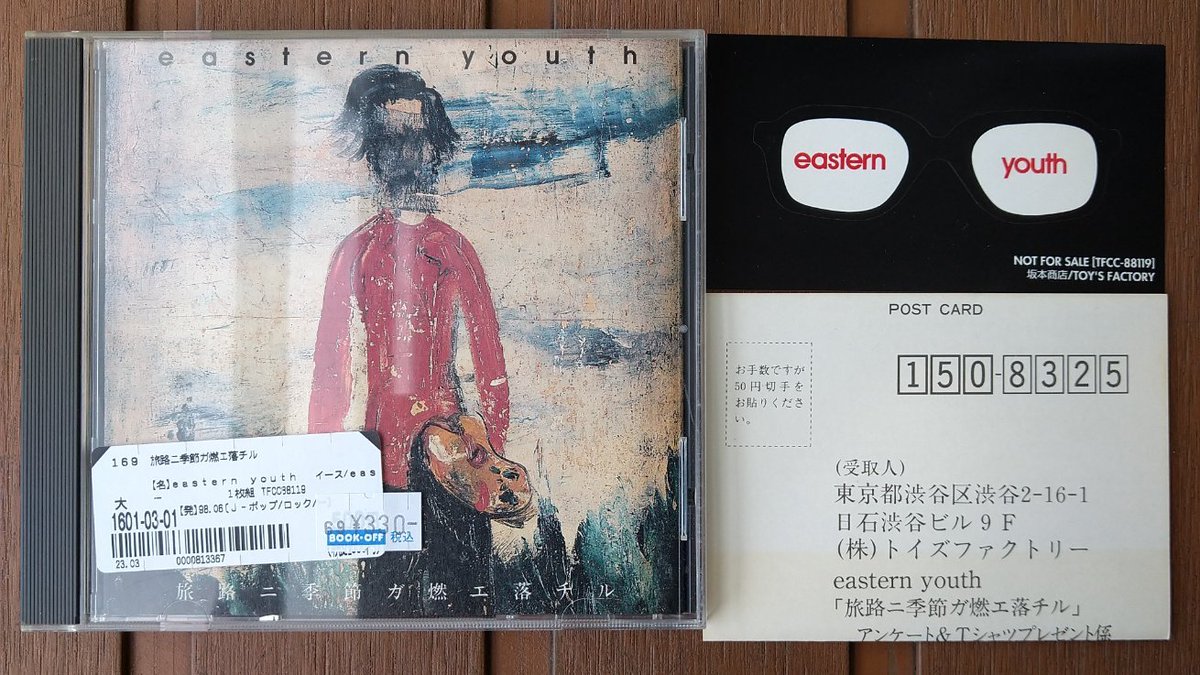 eastern youth
169 旅路ニ季節ガ燃エ落チル
【名】eastern youth イース/eas
大 一
1枚組 TFCC88119
1601-03-01 【発】98.06〔J-ポップ/ロック/
¥330-
BOOK-OFF 税込
23.03 0000813367
旅路ニ季節ガ燃エ落チル
eastern youth
NOT FOR SALE [TFCC-88119]
坂本商店/TOY'S FACTORY
POST CARD
お手数ですが
50円切手を
お貼りくださ
い。
150-8325
(受取人)
東京都渋谷区渋谷2-16-1
日石渋谷ビル9F
(株)トイズファクトリー
eastern youth
「旅路ニ季節ガ燃エ落チル」
アンケート&Tシャツプレゼント係